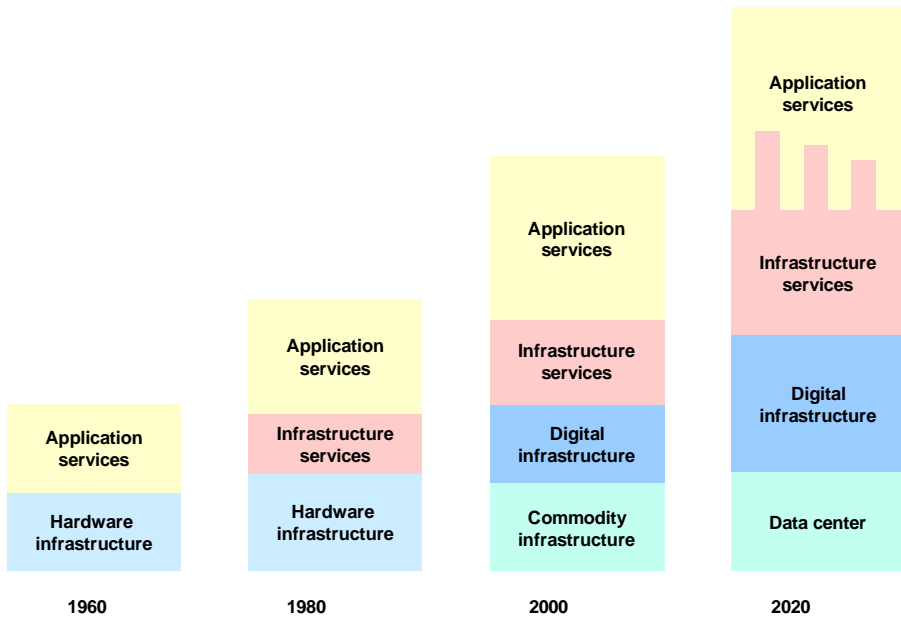 Application
services
Hardware
infrastructure
1960
Application
services
Infrastructure
services
Hardware
infrastructure
1980
Application
services
Infrastructure
services
Digital
infrastructure
Commodity
infrastructure
2000
Application
services
Infrastructure
services
Digital
infrastructure
Data center
2020